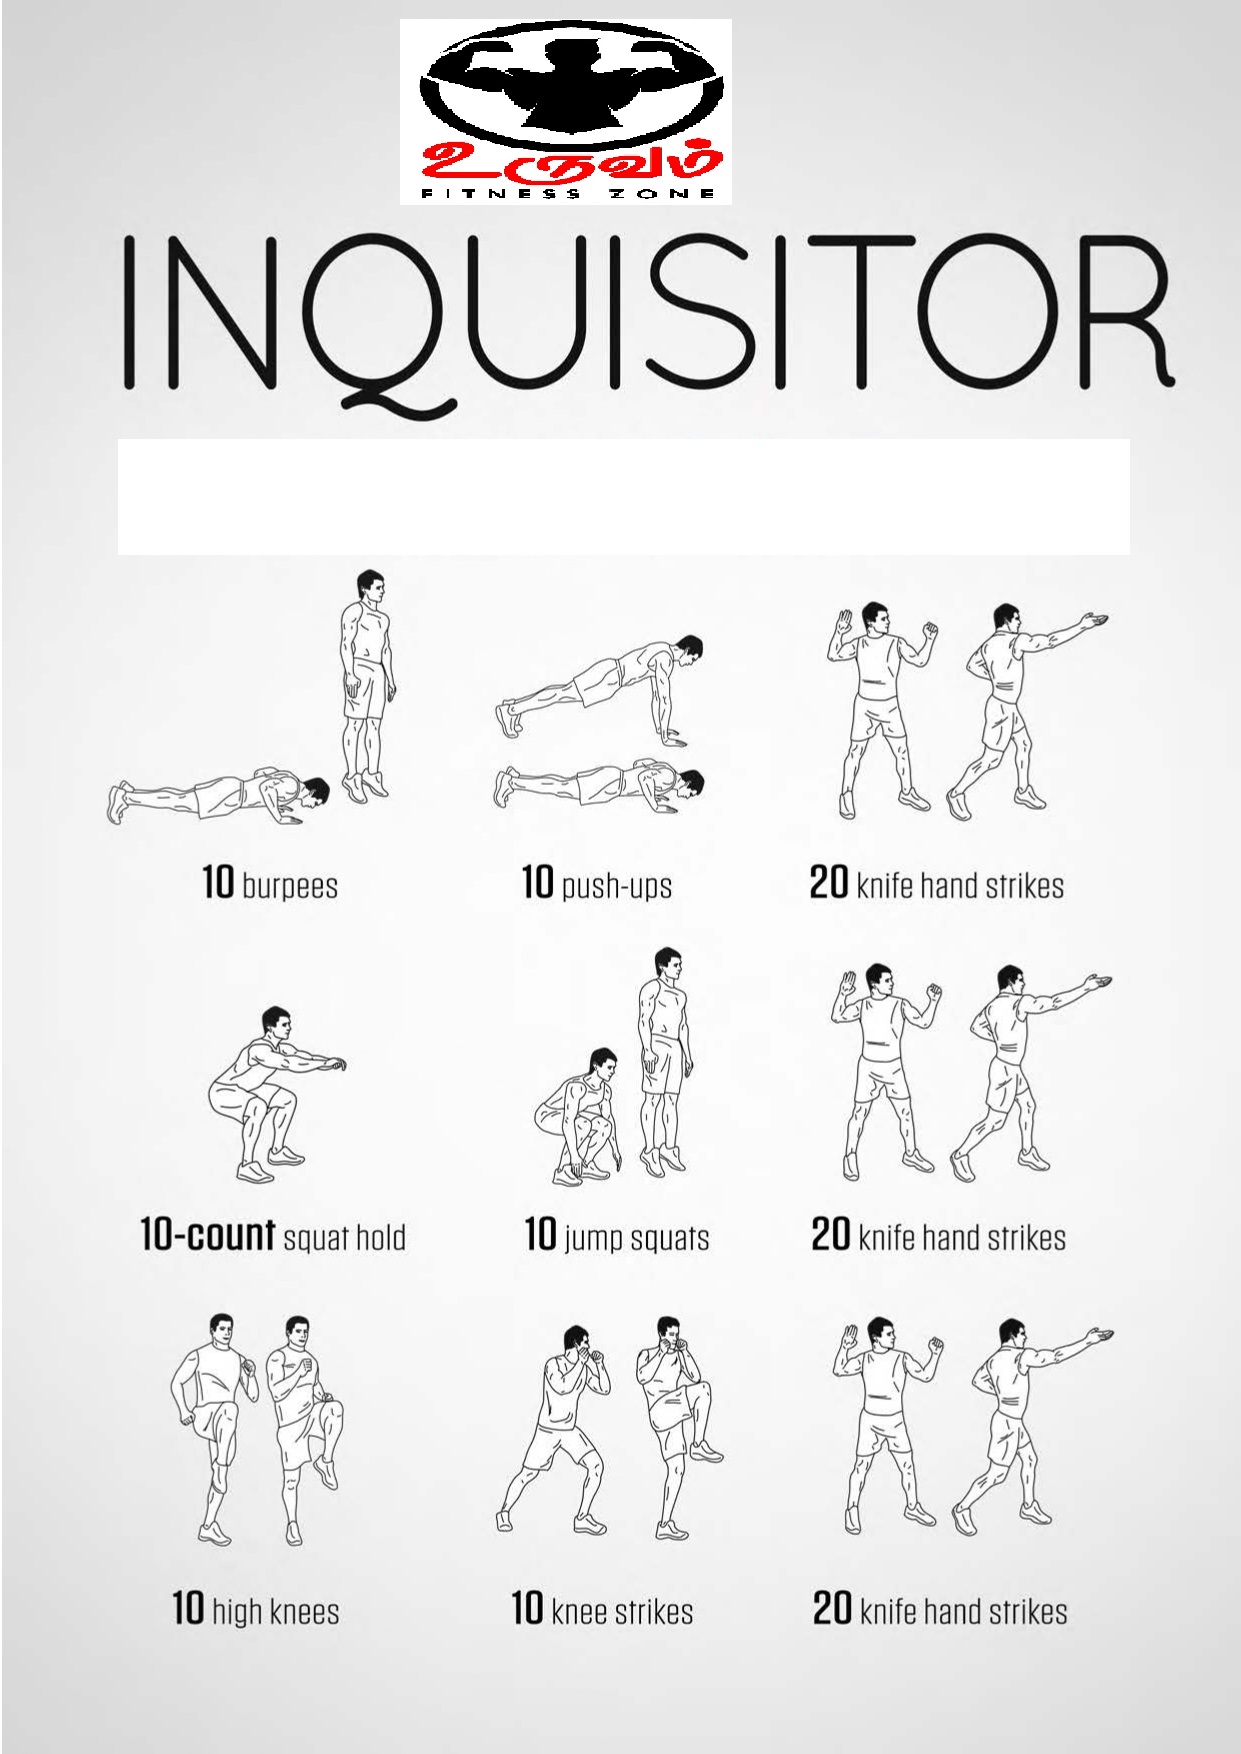 உருவம்
FITNESS ZONE
INQUISITOR
10 burpees
10 push-ups
20 knife hand strikes
10-count squat hold
10 jump squats
20 knife hand strikes
10 high knees
10 knee strikes
20 knife hand strikes